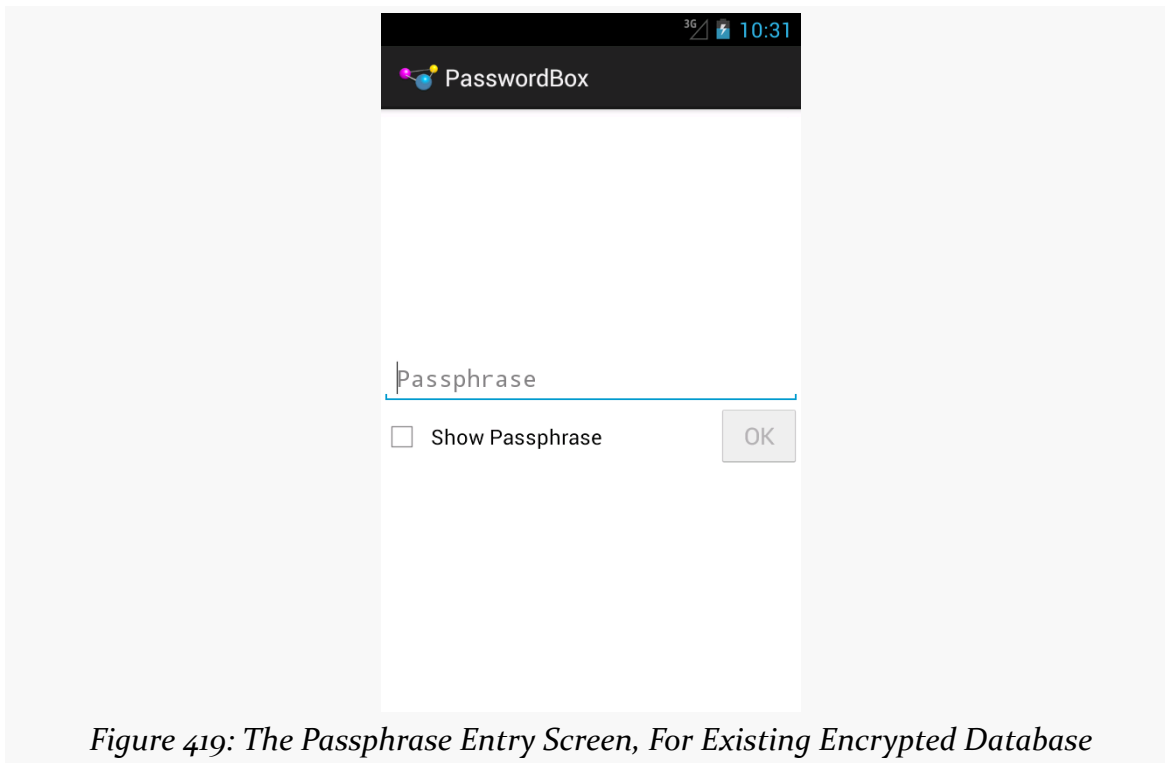 3G 10:31
PasswordBox
Passphrase
Show Passphrase OK
Figure 419: The Passphrase Entry Screen, For Existing Encrypted Database